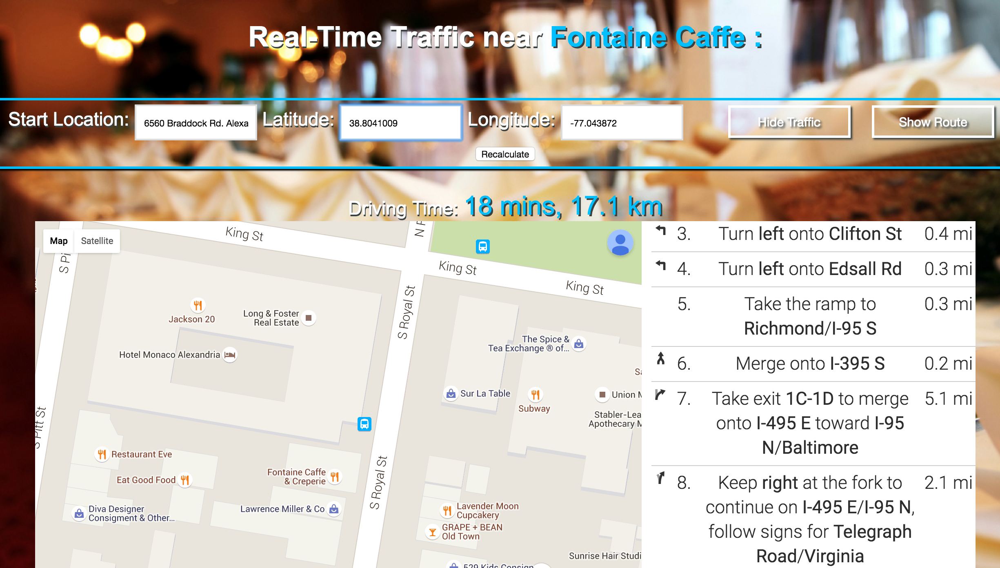 Real-Time Traffic near Fontaine Caffe :
Start Location:
6560 Braddock Rd. Alexa
Latitude:
38.8041009
Longitude:
-77.043872
Hide Traffic
Show Route
Recalculate
Driving Time: 18 mins, 17.1 km
Map
Satellite
King St
King St
King St
S Pi
S Royal St
Jackson 20
Long & Foster
Real Estate
Hotel Monaco Alexandria
The Spice &
Tea Exchange ® of...
Sur La Table
Subway
Union M
Stabler-Lea
Apothecary M
S Pitt St
Restaurant Eve
Eat Good Food
Fontaine Caffe
& Creperie
S Royal St
Diva Designer
Consigment & Other...
Lawrence Miller & Co
Lavender Moon
Cupcakery
GRAPE + BEAN
Old Town
Sunrise Hair Studi
529 Kids Consign
3. Turn left onto Clifton St 0.4 mi
4. Turn left onto Edsall Rd 0.3 mi
5. Take the ramp to 0.3 mi
Richmond/I-95 S
6. Merge onto I-395 S 0.2 mi
7. Take exit 1C-1D to merge 5.1 mi
onto I-495 E toward I-95
N/Baltimore
8. Keep right at the fork to 2.1 mi
continue on I-495 E/I-95 N,
follow signs for Telegraph
Road/Virginia